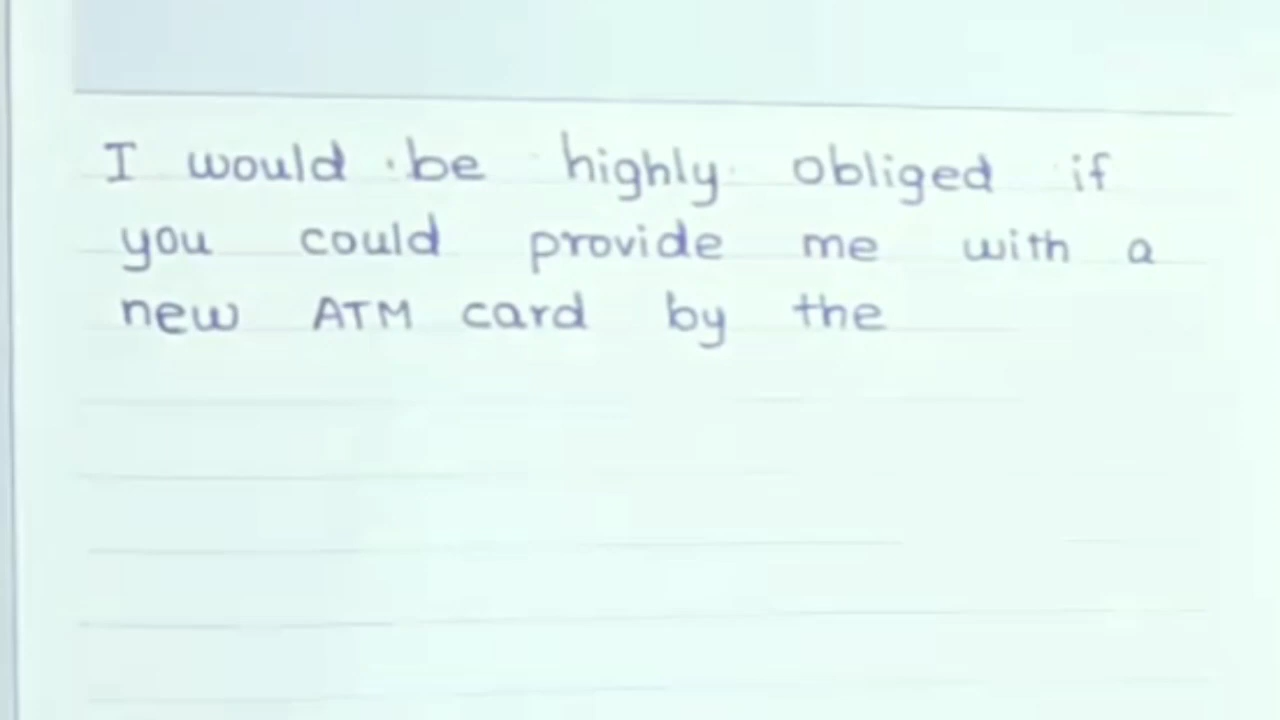 I would be highly obliged if
you could provide me with a
new ATM card by the